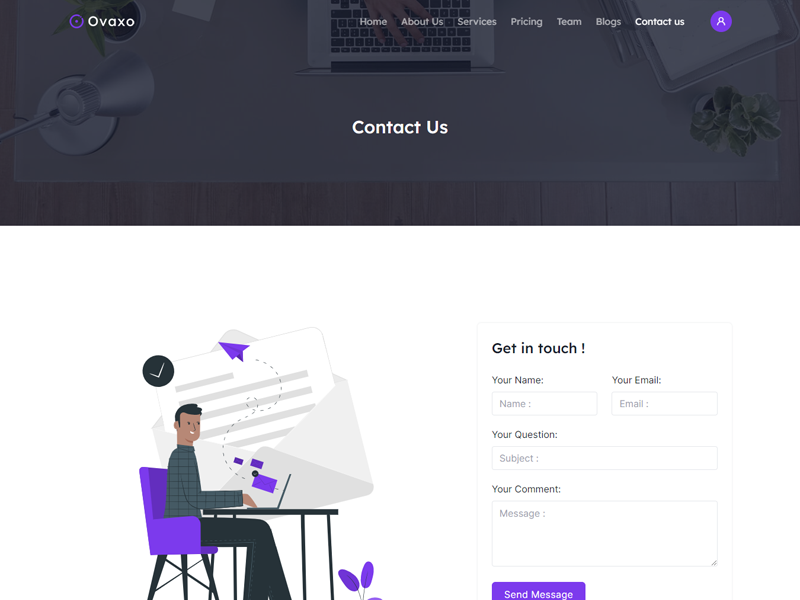 Ovaxo
Home About Us Services Pricing Team Blogs Contact us
Contact Us
Get in touch !
Your Name: Your Email:
Name : Email :
Your Question:
Subject :
Your Comment:
Message :
Send Message